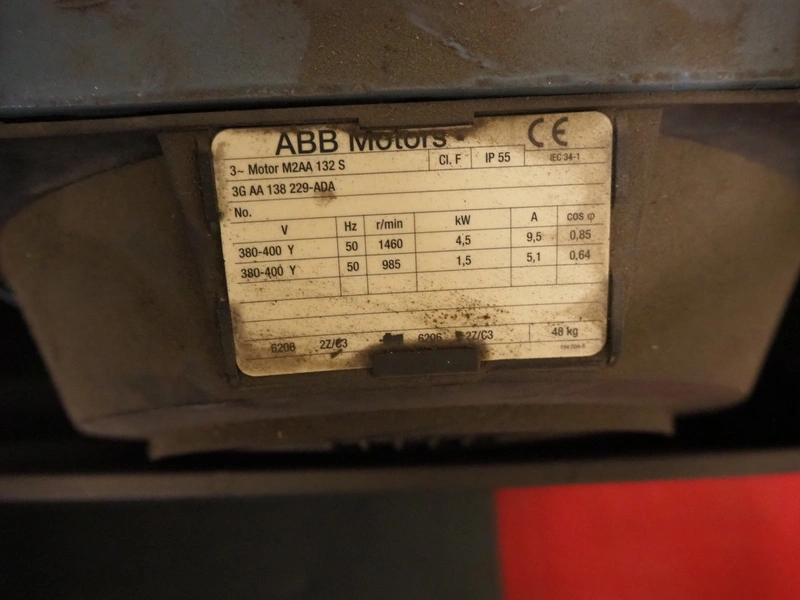 ABB Motors CE
3~ Motor M2AA 132 S Cl. F IP 55 IEC 34-1
3G AA 138 229-ADA
No.
V Hz r/min kW A cos φ
380-400 Y 50 1460 4,5 9,5 0,85
380-400 Y 50 985 1,5 5,1 0,64
6208 2Z/C3 6206 2Z/C3 48 kg